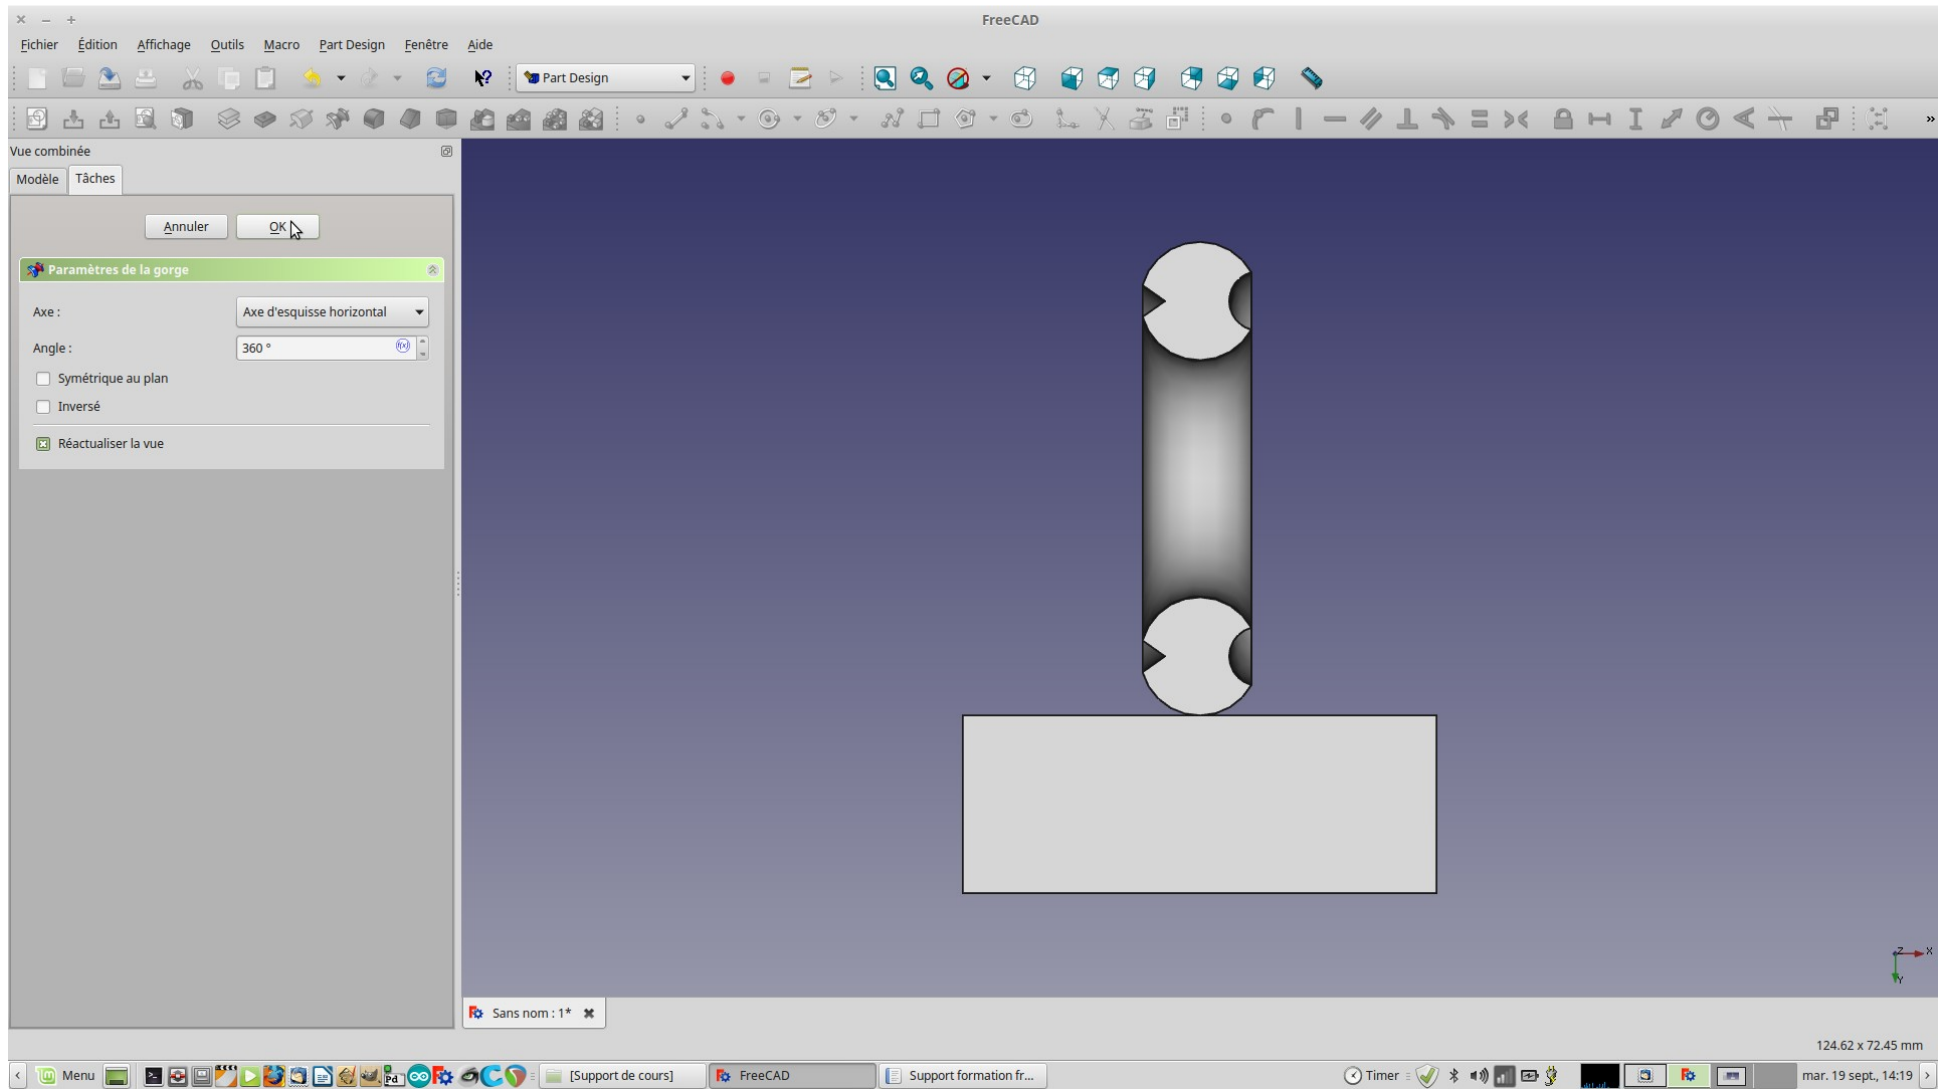 FreeCAD
Fichier Édition Affichage Outils Macro Part Design Fenêtre Aide
Part Design
Vue combinée
Modèle Tâches
Annuler OK
Paramètres de la gorge
Axe : Axe d'esquisse horizontal
Angle : 360 °
Symétrique au plan
Inversé
Réactualiser la vue
Z X
Y
Sans nom : 1*
124.62 x 72.45 mm
Menu Pd [Support de cours] FreeCAD Support formation fr... Timer mar. 19 sept., 14:19